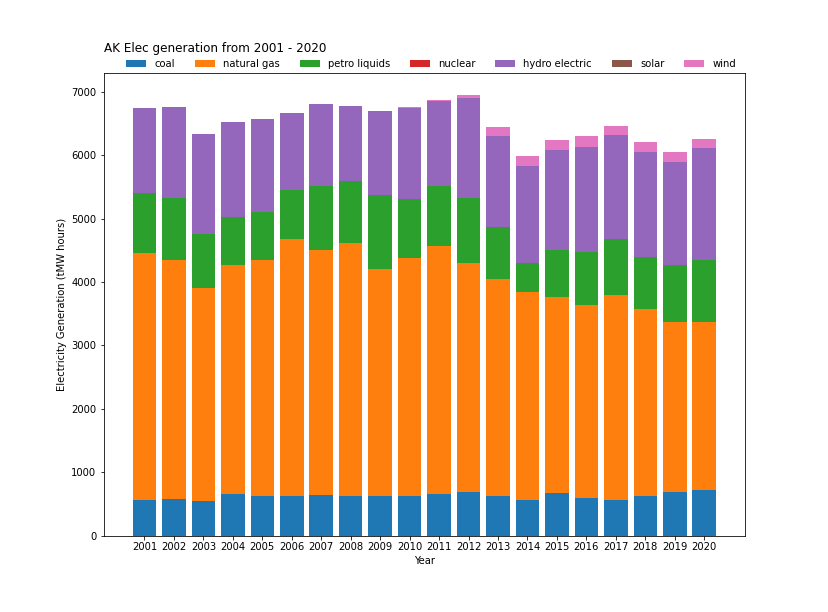 AK Elec generation from 2001 - 2020
coal natural gas petro liquids nuclear hydro electric solar wind
7000
6000
5000
4000
3000
2000
1000
0
Electricity Generation (tMW hours)
2001 2002 2003 2004 2005 2006 2007 2008 2009 2010 2011 2012 2013 2014 2015 2016 2017 2018 2019 2020
Year